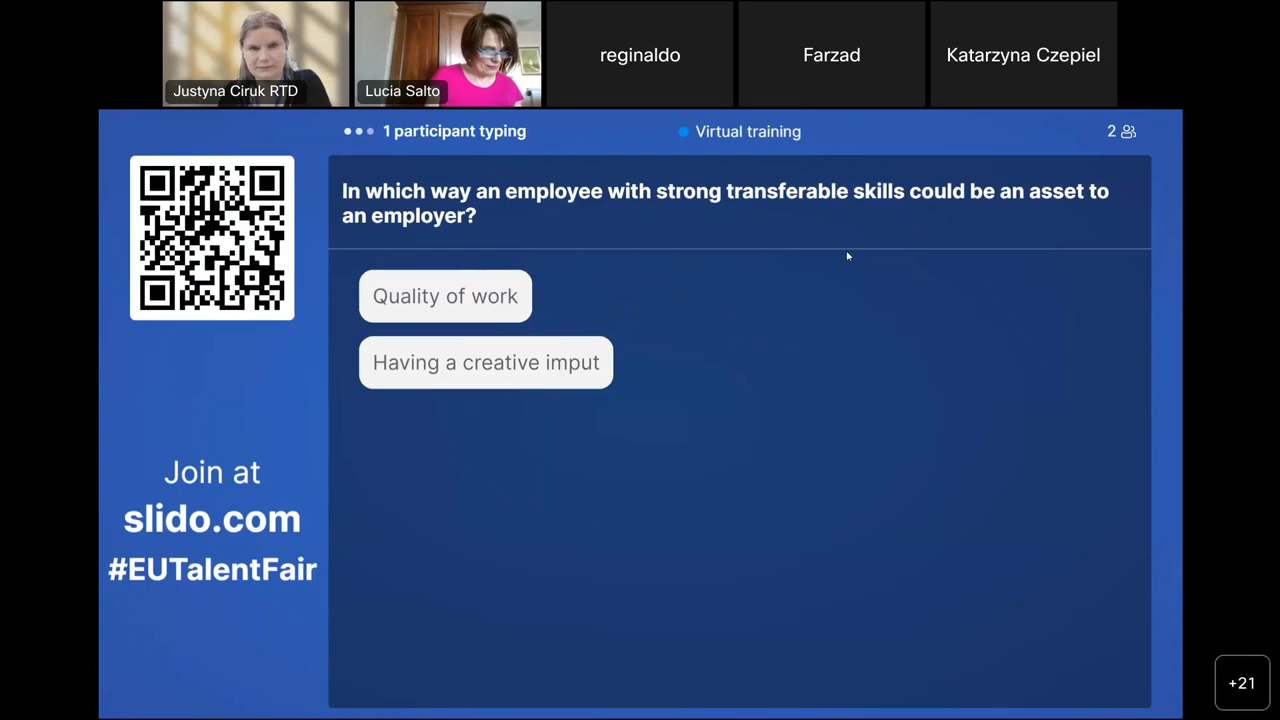 Justyna Ciruk RTD
Lucia Salto
reginaldo
Farzad
Katarzyna Czepiel
1 participant typing
Virtual training
2
In which way an employee with strong transferable skills could be an asset to
an employer?
Quality of work
Having a creative imput
Join at
slido.com
#EUTalentFair
+21